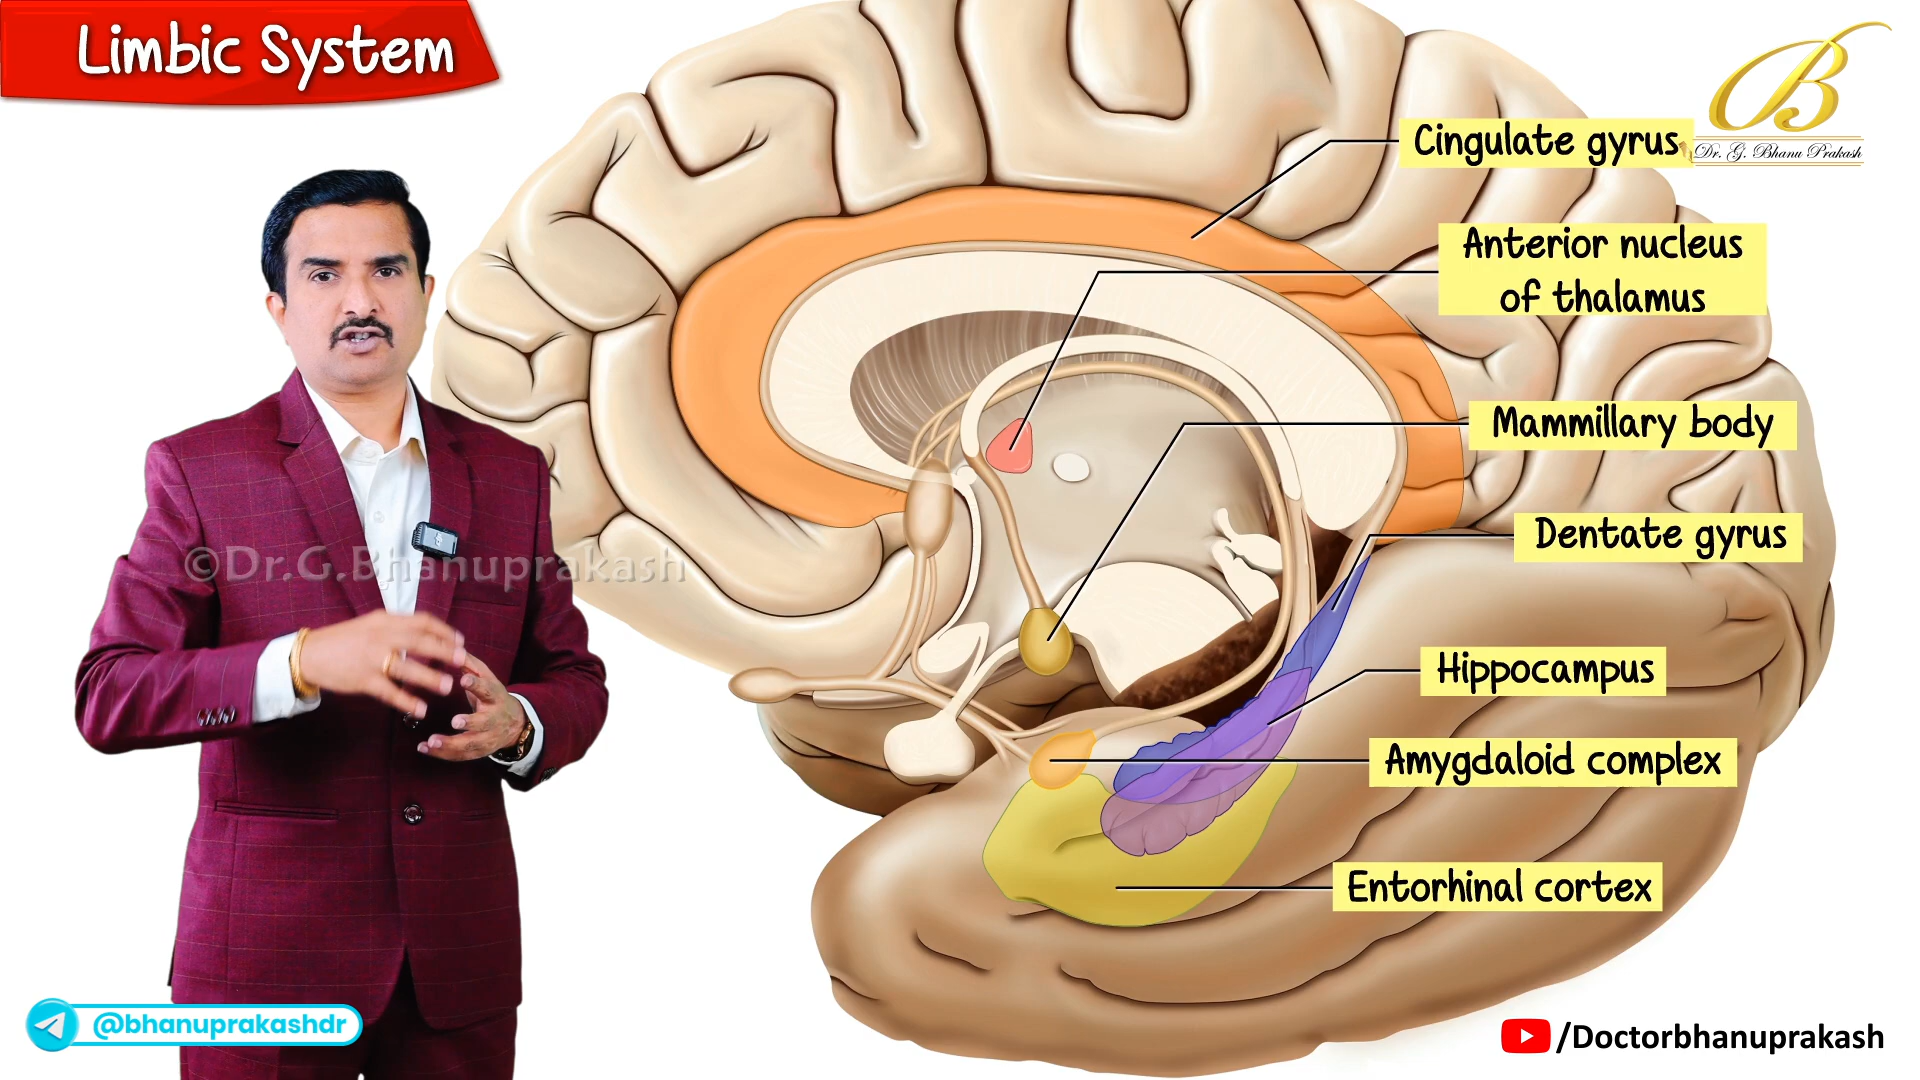 Limbic System
B
Dr. G. Bhanu Prakash
Cingulate gyrus
Anterior nucleus
of thalamus
Mammillary body
Dentate gyrus
©Dr.G.Bhanuprakash
Hippocampus
Amygdaloid complex
Entorhinal cortex
@bhanuprakashdr
/Doctorbhanuprakash